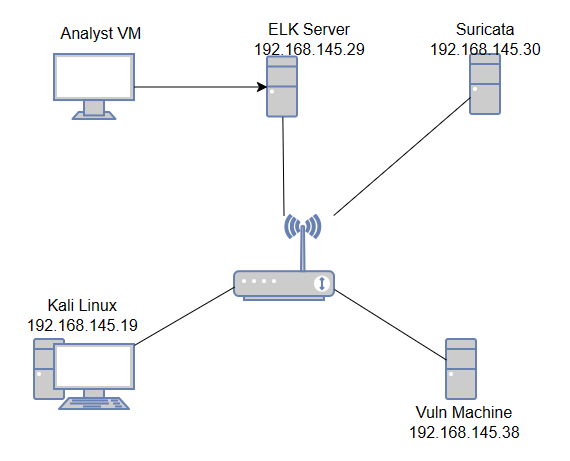 Analyst VM
ELK Server
192.168.145.29
Suricata
192.168.145.30
Kali Linux
192.168.145.19
Vuln Machine
192.168.145.38